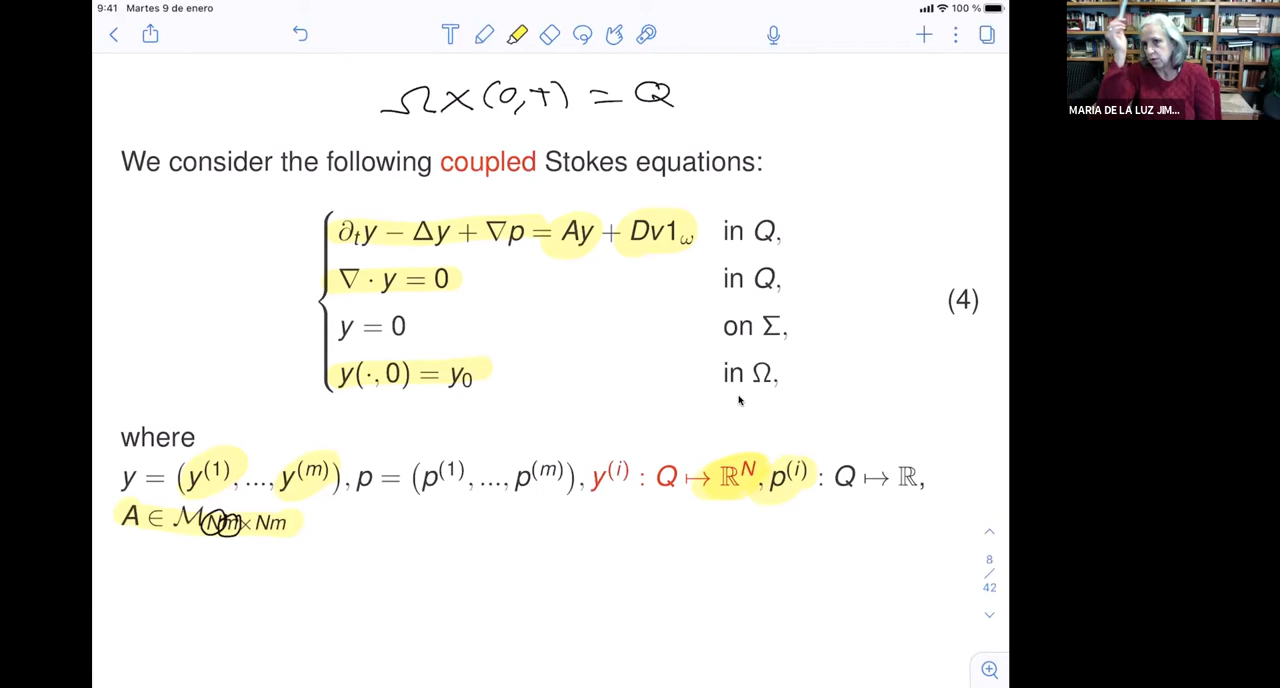 9:41 Martes 9 de enero
100 %
Ω×(0,T) = Q
MARIA DE LA LUZ JIM...
We consider the following coupled Stokes equations:
∂ₜy − Δy + ∇p = Ay + Dv1_ω in Q,
∇ · y = 0 in Q,
y = 0 on Σ,
y(·, 0) = y₀ in Ω,
(4)
where
y = (y⁽¹⁾, ..., y⁽ᵐ⁾), p = (p⁽¹⁾, ..., p⁽ᵐ⁾), y⁽ⁱ⁾ : Q ↦ ℝᴺ, p⁽ⁱ⁾ : Q ↦ ℝ,
A ∈ ℳ_{Nm×Nm}
8
/
42